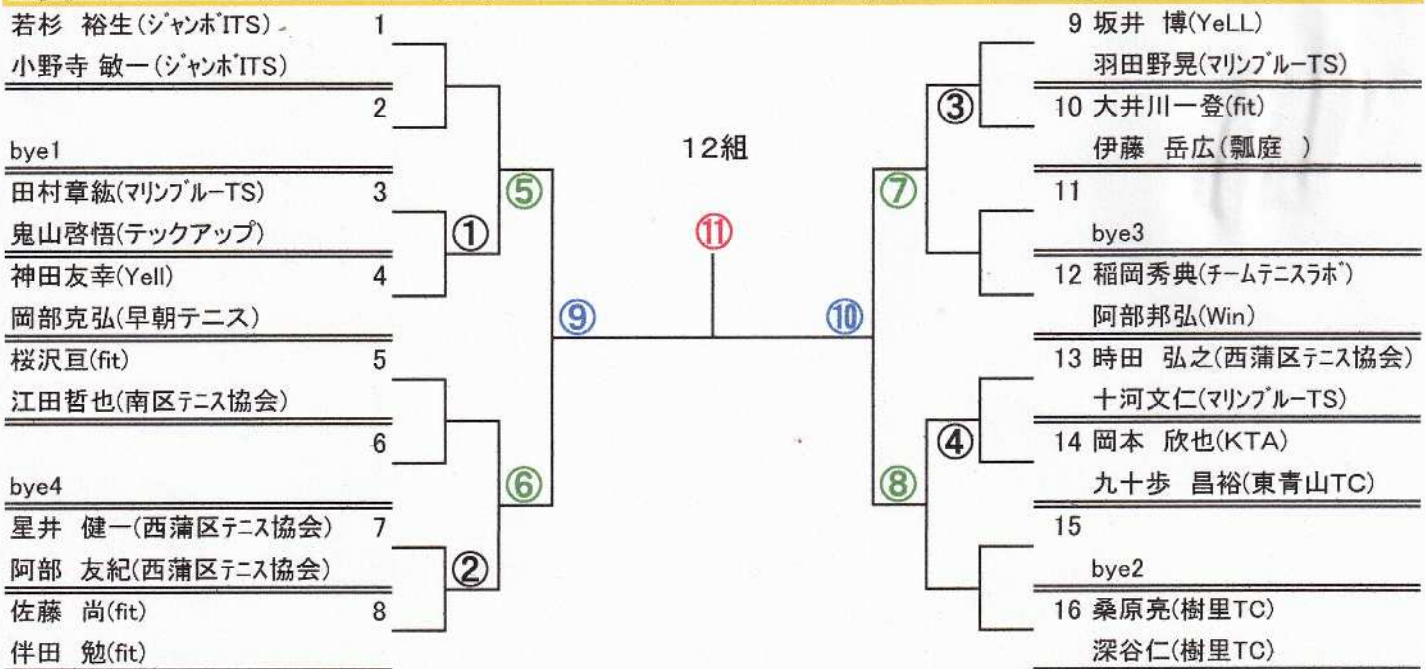 若杉 裕生(ジャンボITS) 1
小野寺 敏一(ジャンボITS)
2
bye1
田村章紘(マリンブルーTS) 3
鬼山啓悟(テックアップ)
神田友幸(Yell) 4
岡部克弘(早朝テニス)
桜沢亘(fit) 5
江田哲也(南区テニス協会)
6
bye4
星井 健一(西蒲区テニス協会) 7
阿部 友紀(西蒲区テニス協会)
佐藤 尚(fit) 8
伴田 勉(fit)
①
②
⑤
⑥
⑨
12組
⑪
⑩
⑦
⑧
③
④
9 坂井 博(YeLL)
羽田野晃(マリンブルーTS)
10 大井川一登(fit)
伊藤 岳広(瓢庭 )
11
bye3
12 稲岡秀典(チームテニスラボ)
阿部邦弘(Win)
13 時田 弘之(西蒲区テニス協会)
十河文仁(マリンブルーTS)
14 岡本 欣也(KTA)
九十歩 昌裕(東青山TC)
15
bye2
16 桑原亮(樹里TC)
深谷仁(樹里TC)